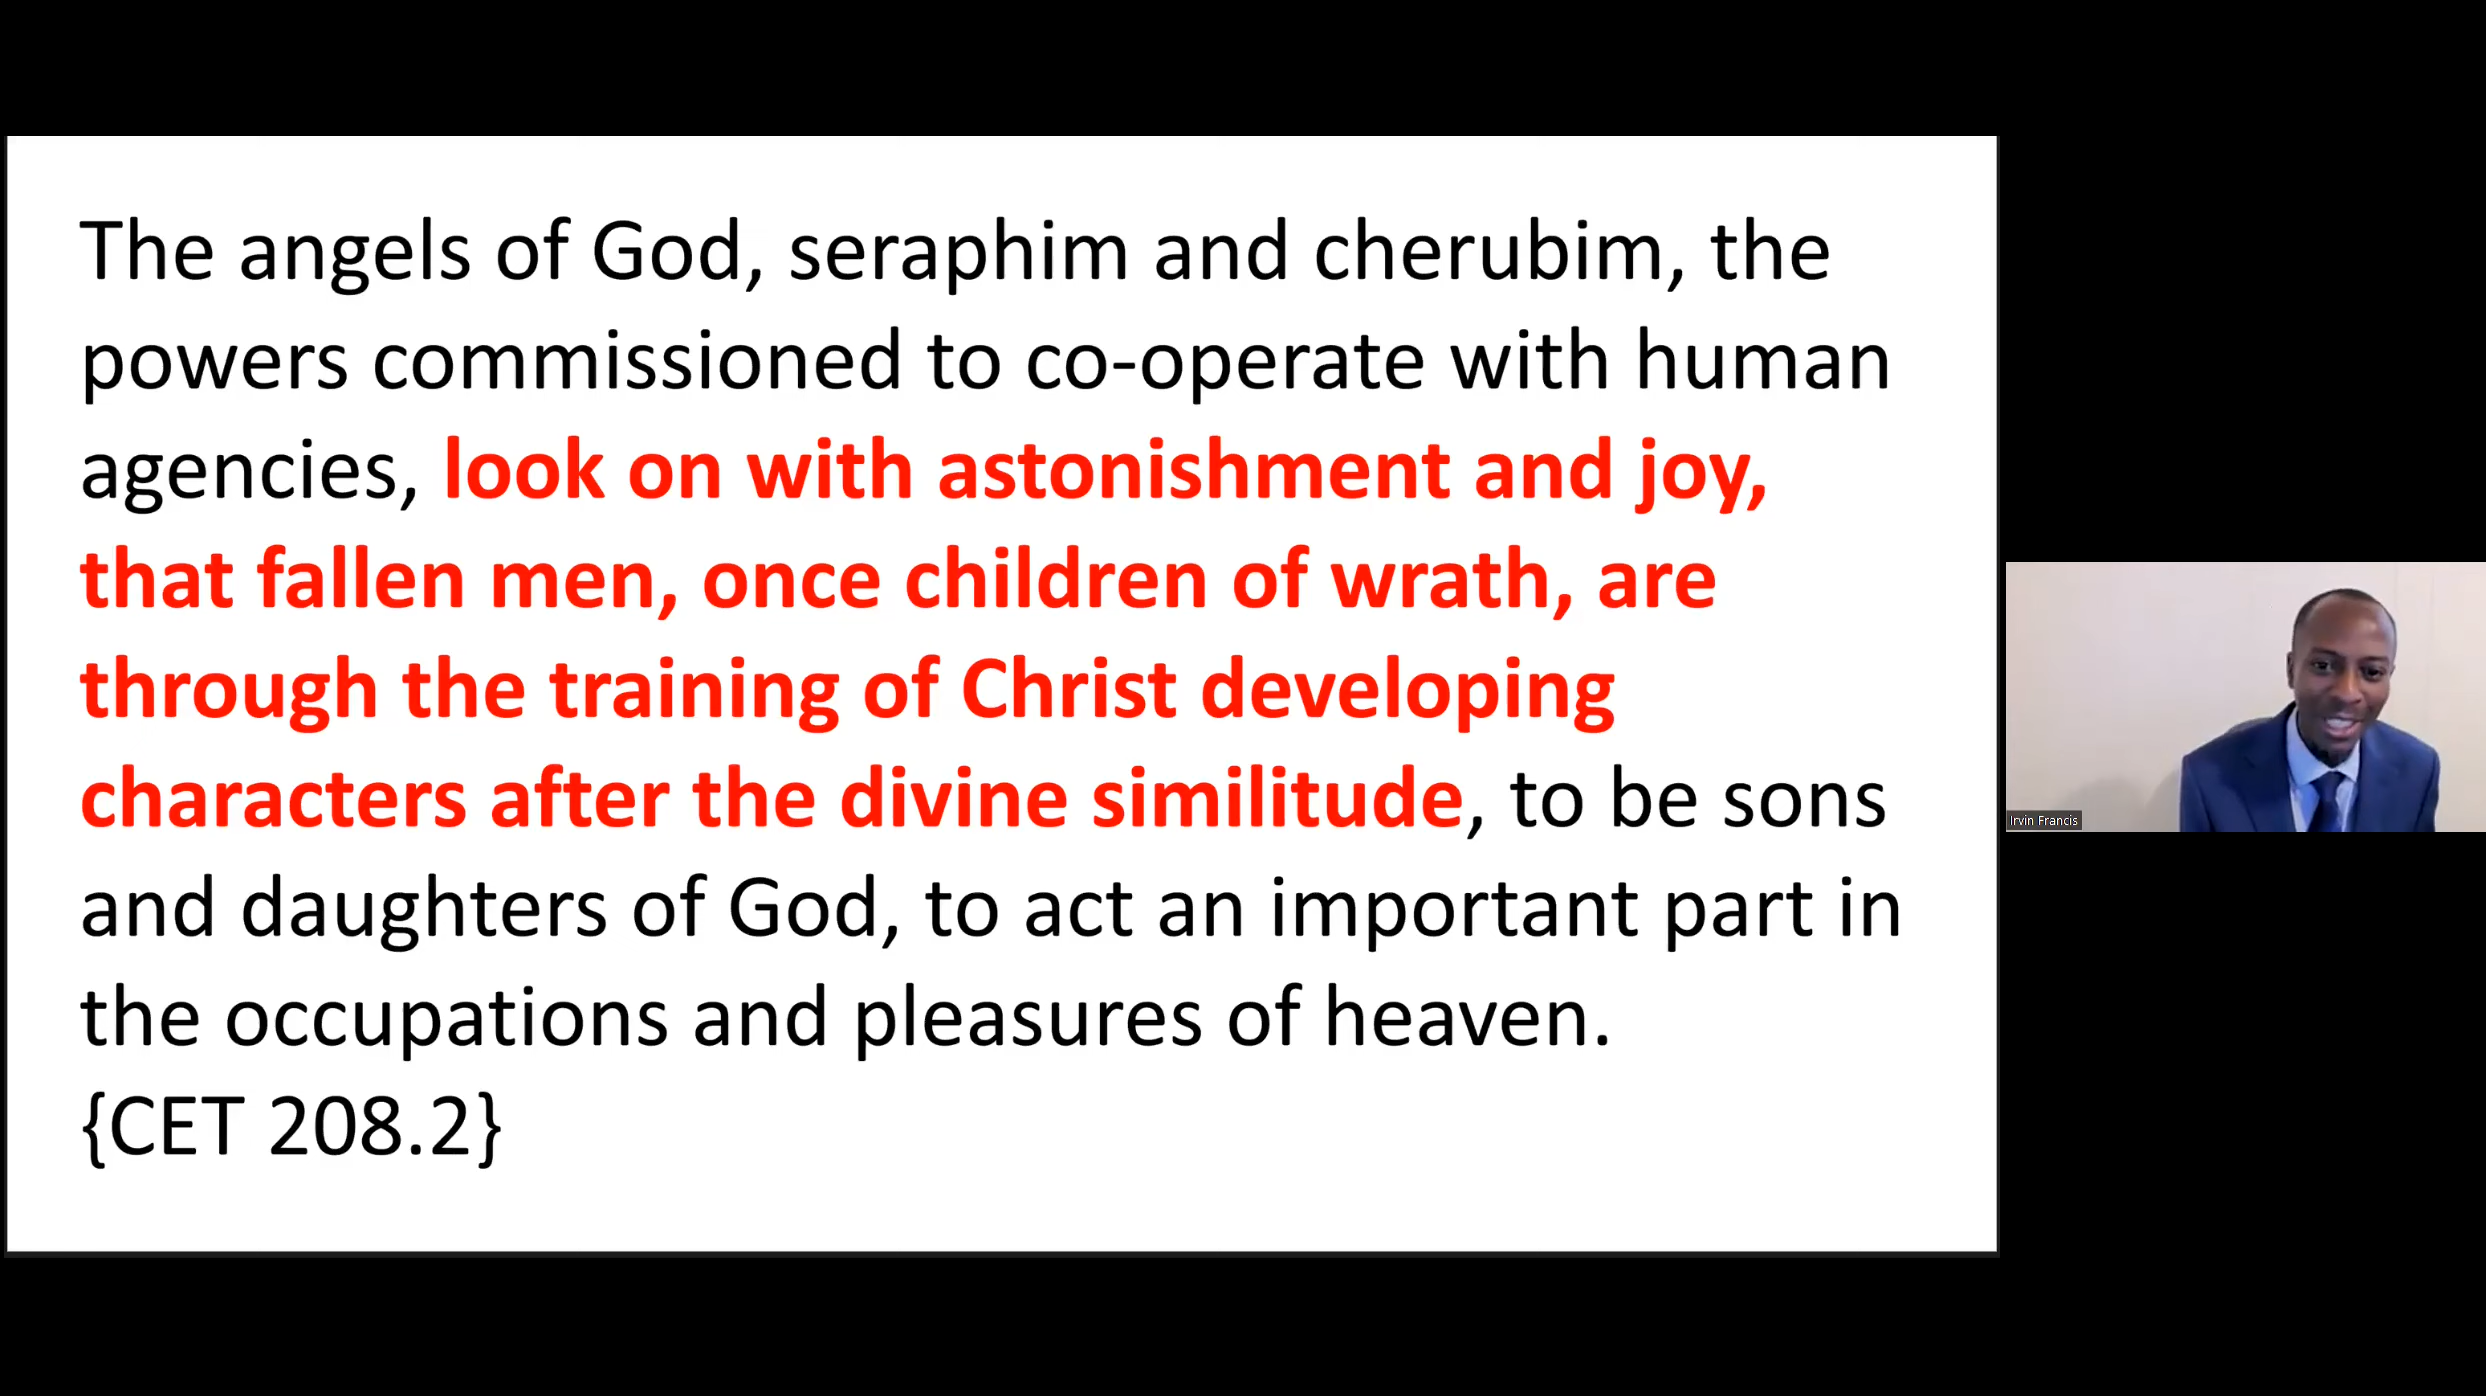 The angels of God, seraphim and cherubim, the
powers commissioned to co-operate with human
agencies, look on with astonishment and joy,
that fallen men, once children of wrath, are
through the training of Christ developing
characters after the divine similitude, to be sons
and daughters of God, to act an important part in
the occupations and pleasures of heaven.
{CET 208.2}
Irvin Francis